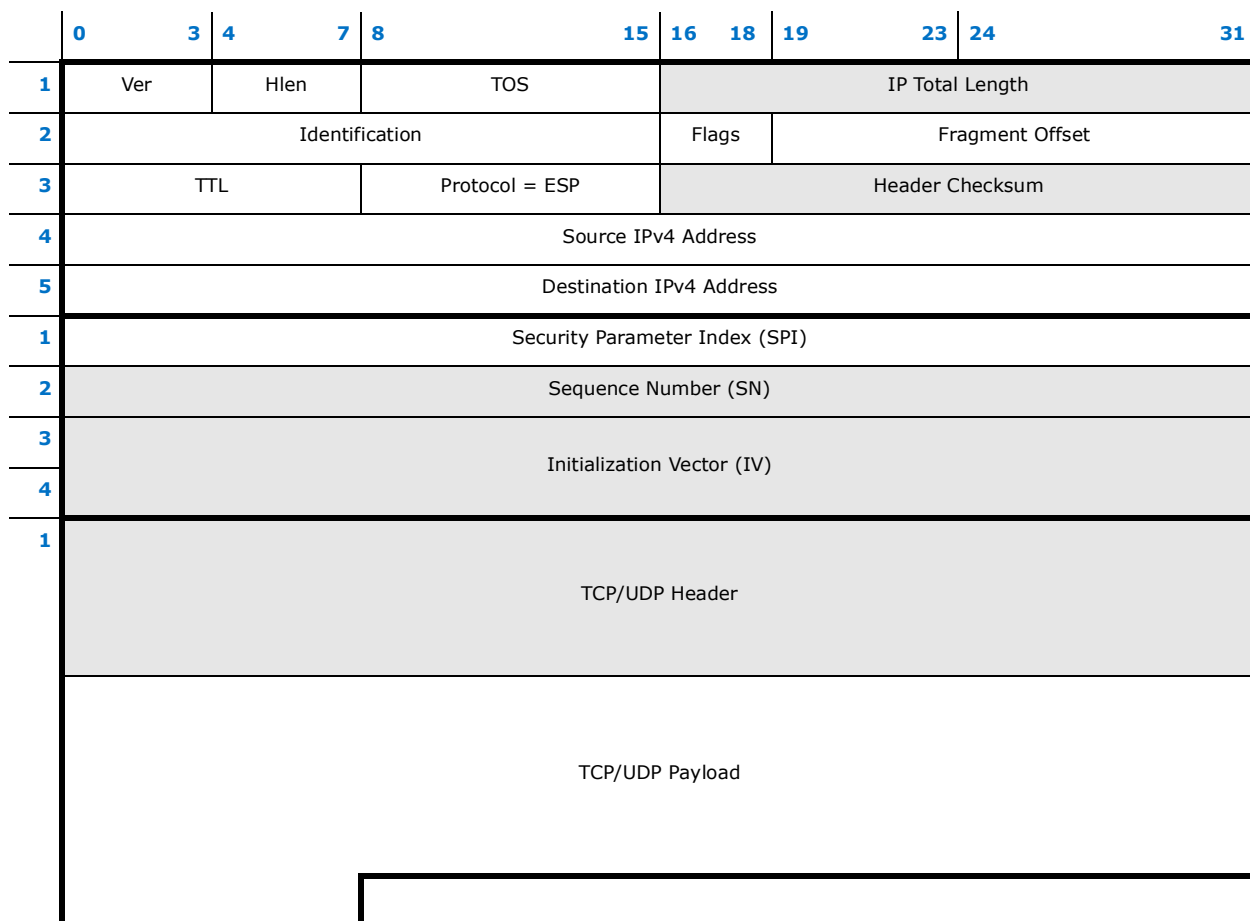 0 3 4 7 8 15 16 18 19 23 24 31
1 Ver Hlen TOS IP Total Length
2 Identification Flags Fragment Offset
3 TTL Protocol = ESP Header Checksum
4 Source IPv4 Address
5 Destination IPv4 Address
1 Security Parameter Index (SPI)
2 Sequence Number (SN)
3
Initialization Vector (IV)
4
1
TCP/UDP Header
TCP/UDP Payload